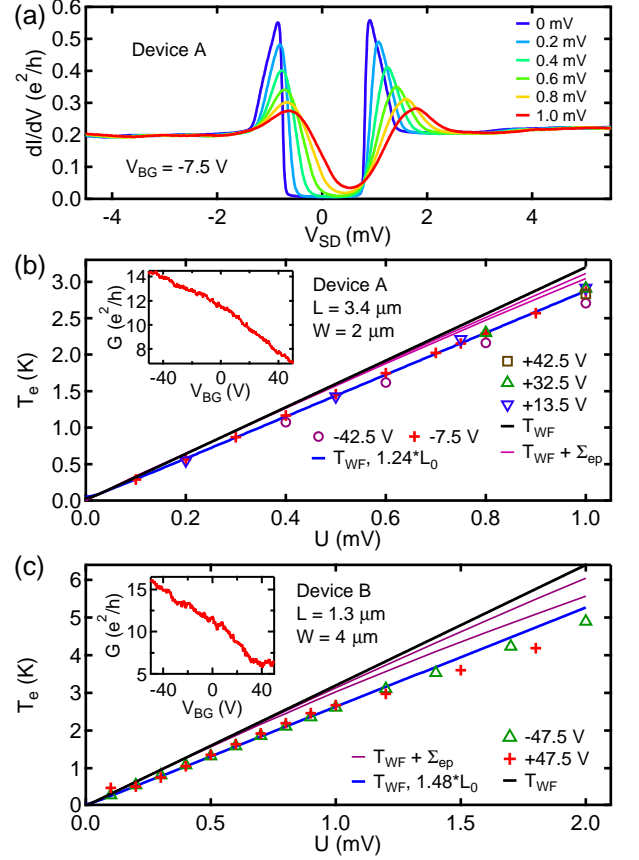 (a)
dI/dV (e²/h)
0.6
0.5
0.4
0.3
0.2
0.1
0.0
Device A
V_BG = -7.5 V
0 mV
0.2 mV
0.4 mV
0.6 mV
0.8 mV
1.0 mV
-4 -2 0 2 4
V_SD (mV)
(b)
T_e (K)
3.0
2.5
2.0
1.5
1.0
0.5
0.0
G (e²/h)
14
12
10
8
-40 0 40
V_BG (V)
Device A
L = 3.4 μm
W = 2 μm
+42.5 V
+32.5 V
+13.5 V
T_WF
T_WF + Σ_ep
-42.5 V -7.5 V
T_WF, 1.24*L_0
0.0 0.2 0.4 0.6 0.8 1.0
U (mV)
(c)
T_e (K)
6
5
4
3
2
1
0
G (e²/h)
15
10
5
-40 0 40
V_BG (V)
Device B
L = 1.3 μm
W = 4 μm
T_WF + Σ_ep
T_WF, 1.48*L_0
-47.5 V
+47.5 V
T_WF
0.0 0.5 1.0 1.5 2.0
U (mV)